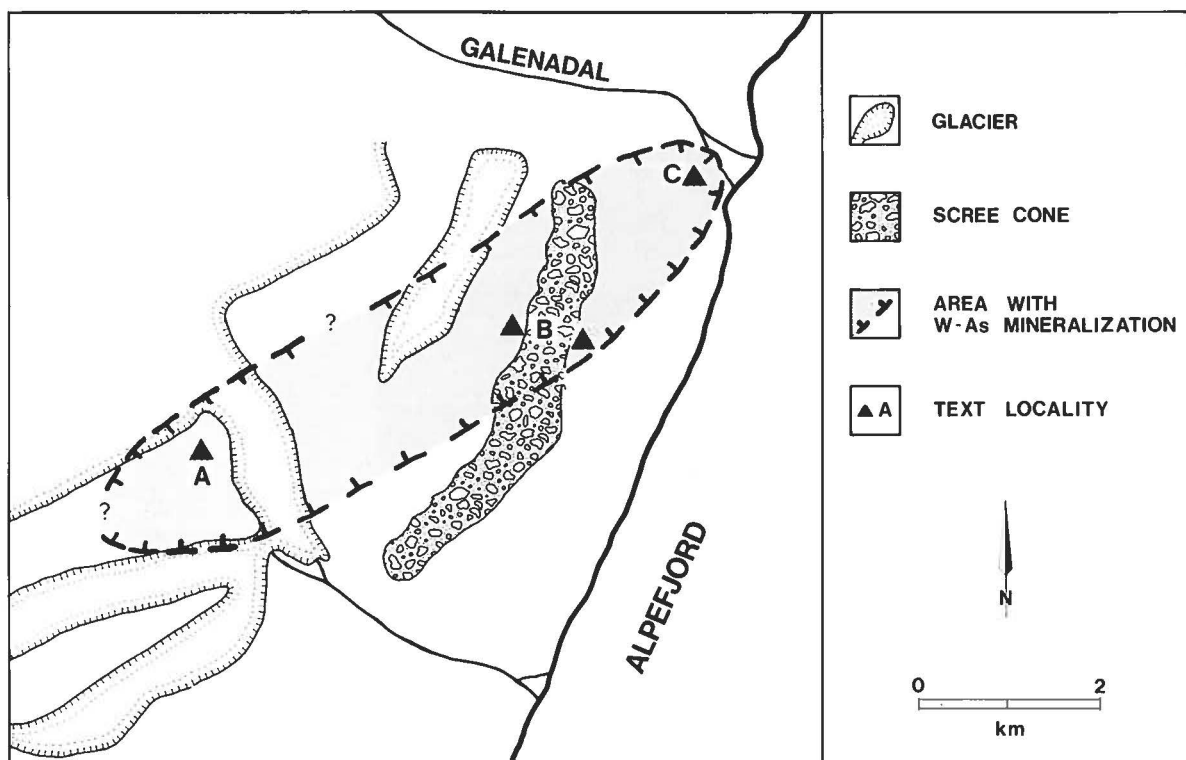 GALENADAL
C
?
B
A
?
ALPEFJORD
GLACIER
SCREE CONE
AREA WITH
W-As MINERALIZATION
A TEXT LOCALITY
N
0 2
km